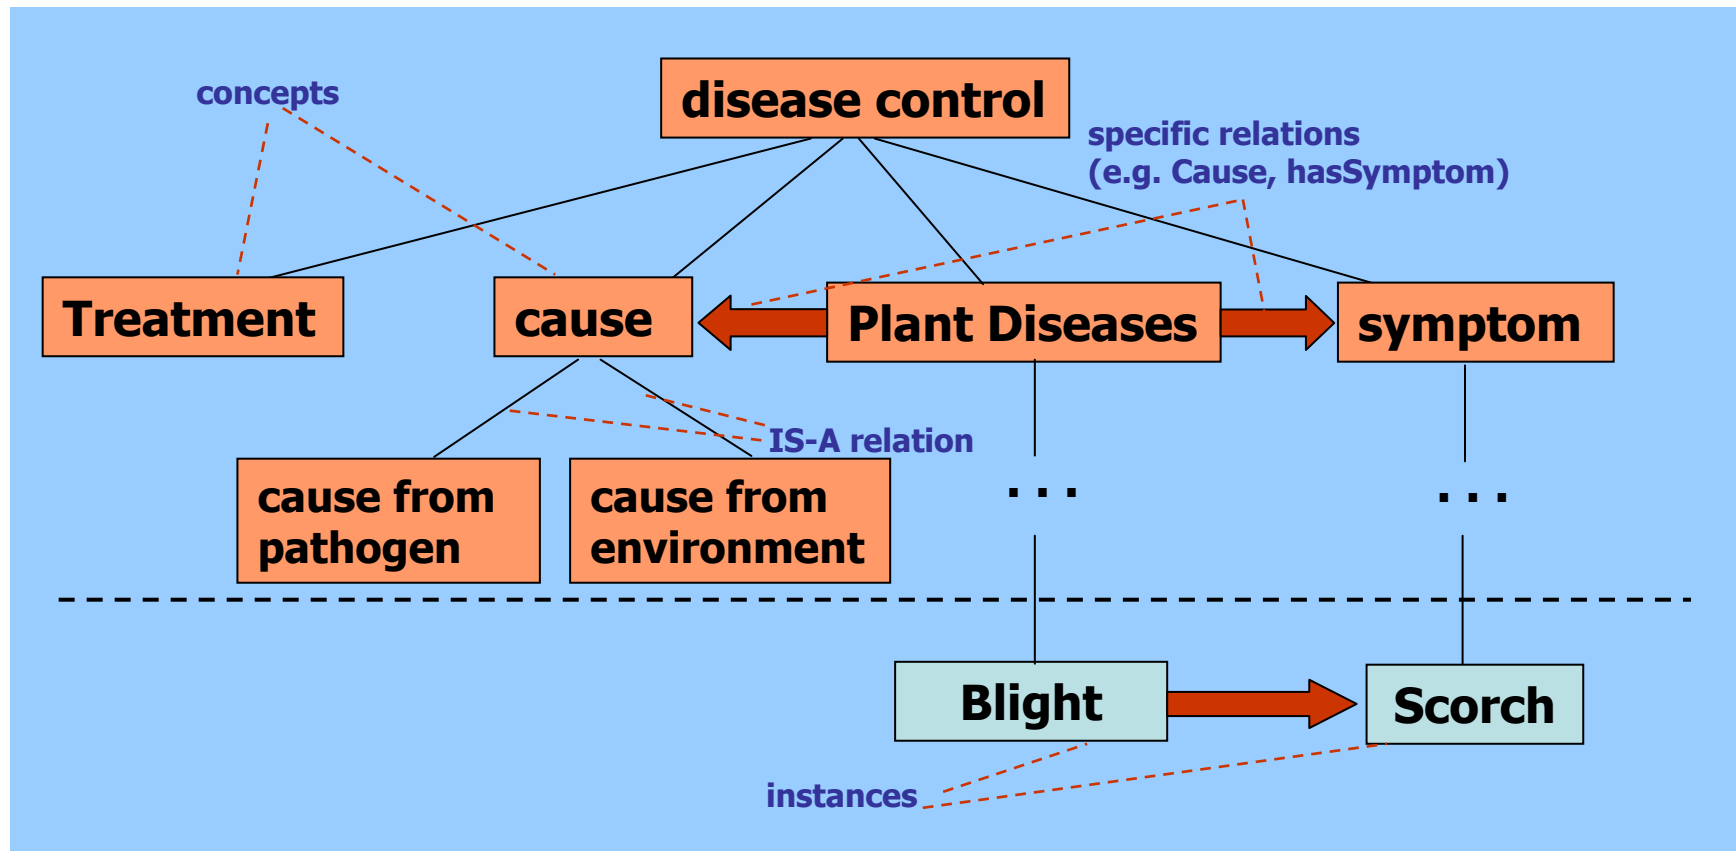 concepts
disease control
specific relations
(e.g. Cause, hasSymptom)
Treatment
cause
Plant Diseases
symptom
IS-A relation
cause from
pathogen
cause from
environment
...
...
Blight
Scorch
instances